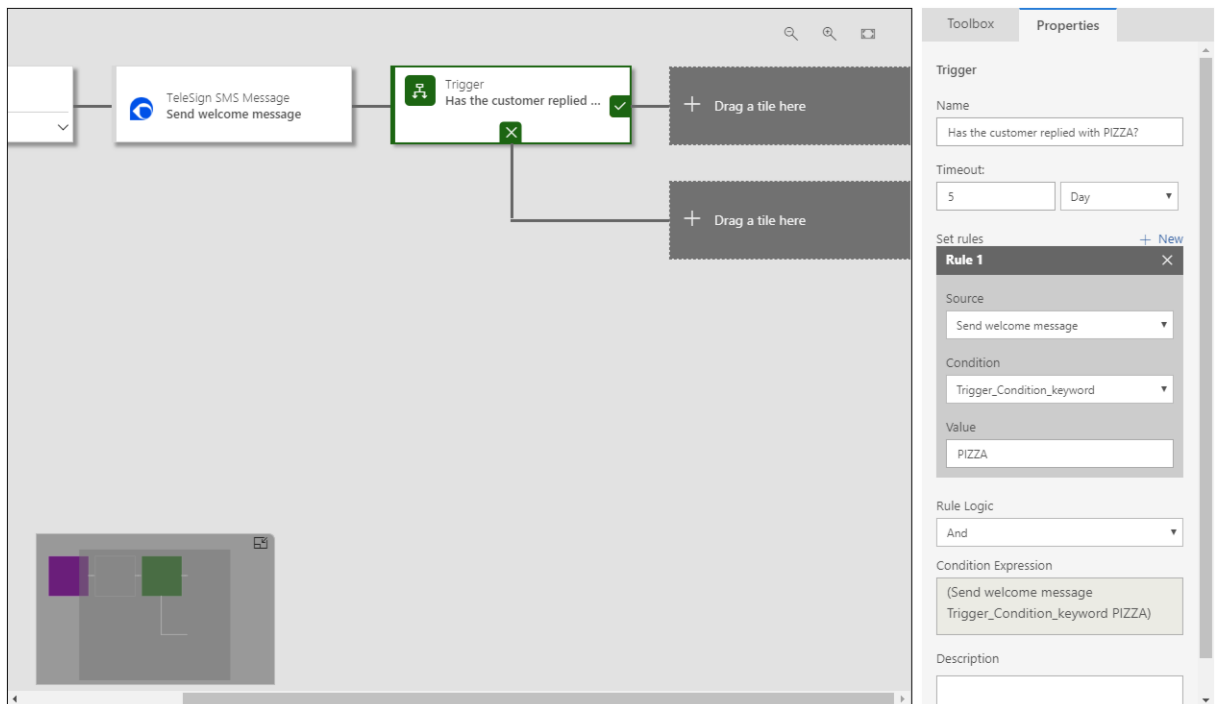 Toolbox
Properties
TeleSign SMS Message
Send welcome message
Trigger
Has the customer replied ...
Drag a tile here
Drag a tile here
Trigger
Name
Has the customer replied with PIZZA?
Timeout:
5
Day
Set rules
+ New
Rule 1
Source
Send welcome message
Condition
Trigger_Condition_keyword
Value
PIZZA
Rule Logic
And
Condition Expression
(Send welcome message
Trigger_Condition_keyword PIZZA)
Description